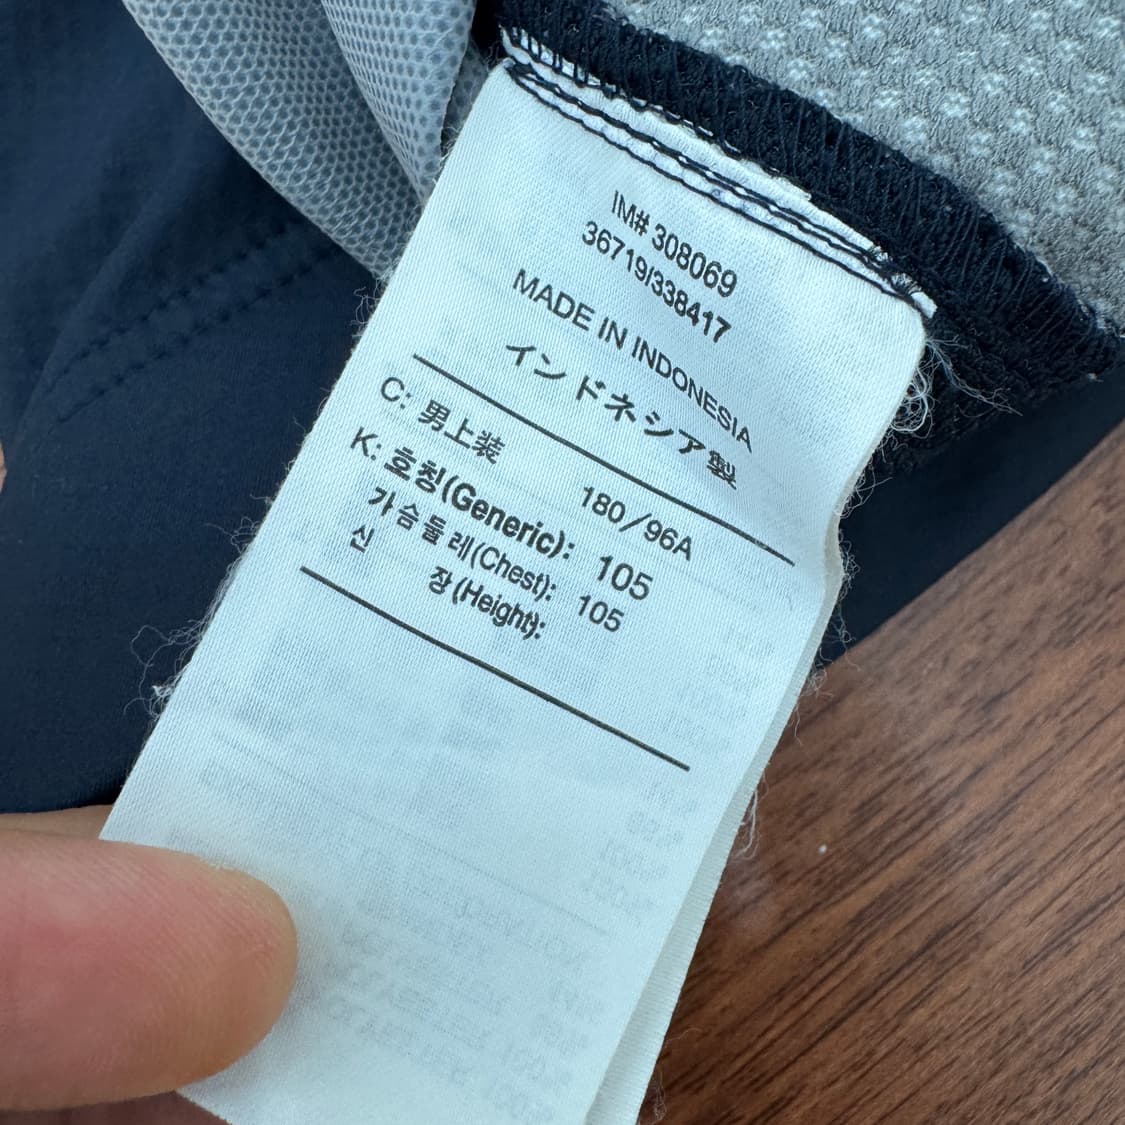 IM# 308069
36719/338417
MADE IN INDONESIA
インドネシア製
C: 男上装 180/96A
K: 호칭(Generic): 105
가슴둘레(Chest): 105
신 장(Height):